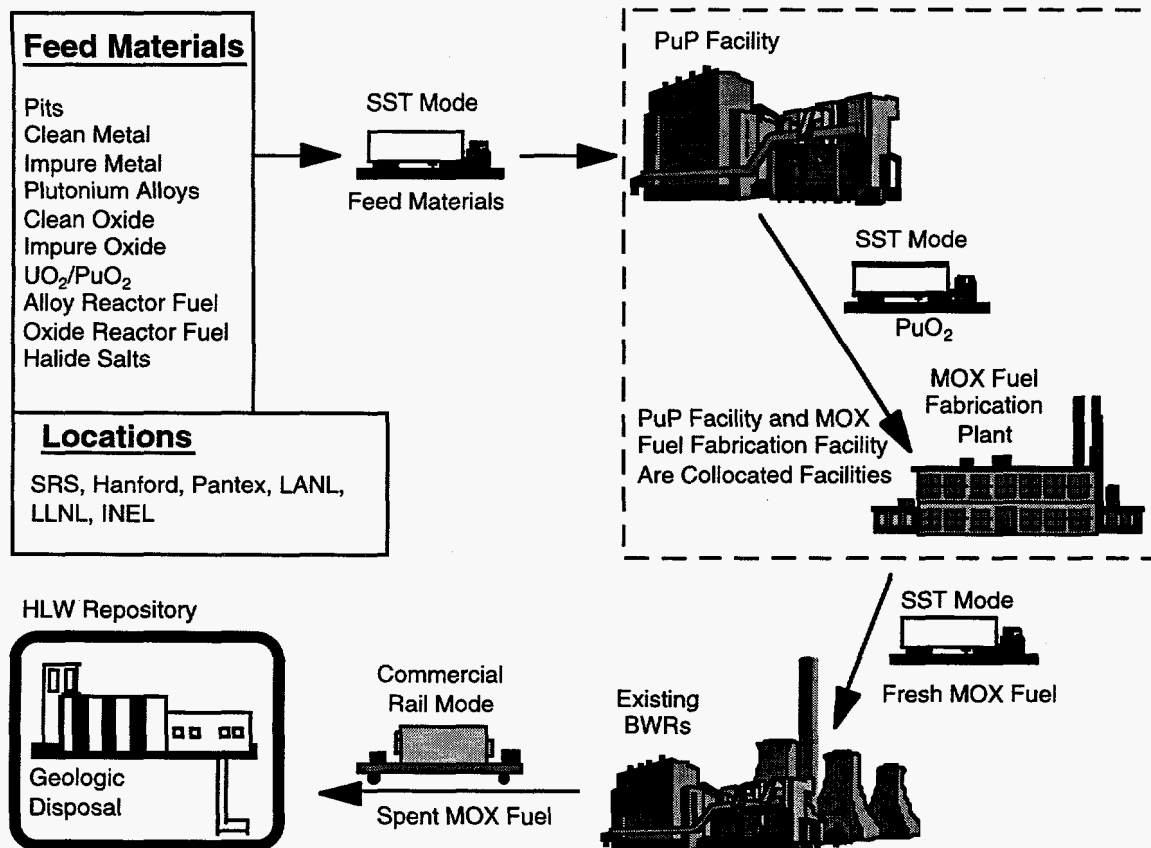 Feed Materials
Pits
Clean Metal
Impure Metal
Plutonium Alloys
Clean Oxide
Impure Oxide
UO₂/PuO₂
Alloy Reactor Fuel
Oxide Reactor Fuel
Halide Salts
Locations
SRS, Hanford, Pantex, LANL,
LLNL, INEL
SST Mode
Feed Materials
PuP Facility
SST Mode
PuO₂
MOX Fuel
Fabrication
Plant
PuP Facility and MOX
Fuel Fabrication Facility
Are Collocated Facilities
SST Mode
Fresh MOX Fuel
Existing
BWRs
Commercial
Rail Mode
Spent MOX Fuel
HLW Repository
Geologic
Disposal